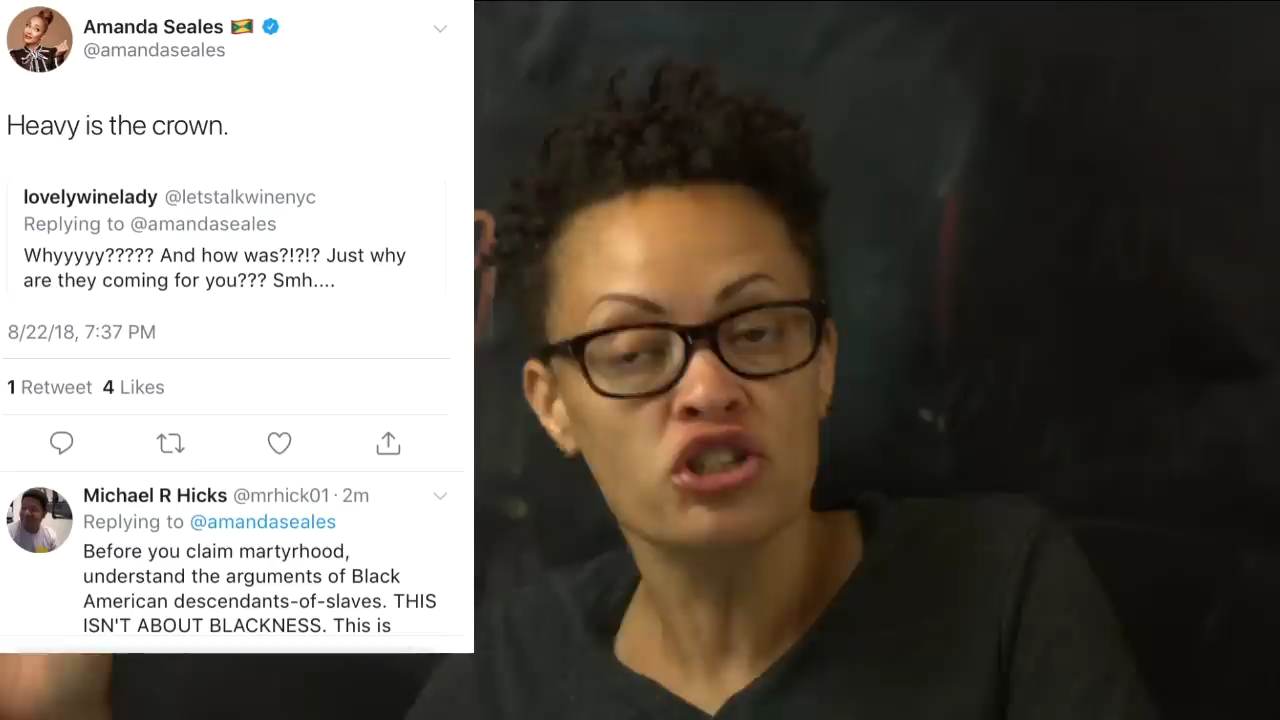 Amanda Seales 🇬🇩
@amandaseales
Heavy is the crown.
lovelywinelady @letstalkwinenyc
Replying to @amandaseales
Whyyyyy????? And how was?!?!? Just why
are they coming for you??? Smh....
8/22/18, 7:37 PM
1 Retweet 4 Likes
Michael R Hicks @mrhick01 · 2m
Replying to @amandaseales
Before you claim martyrhood,
understand the arguments of Black
American descendants-of-slaves. THIS
ISN'T ABOUT BLACKNESS. This is